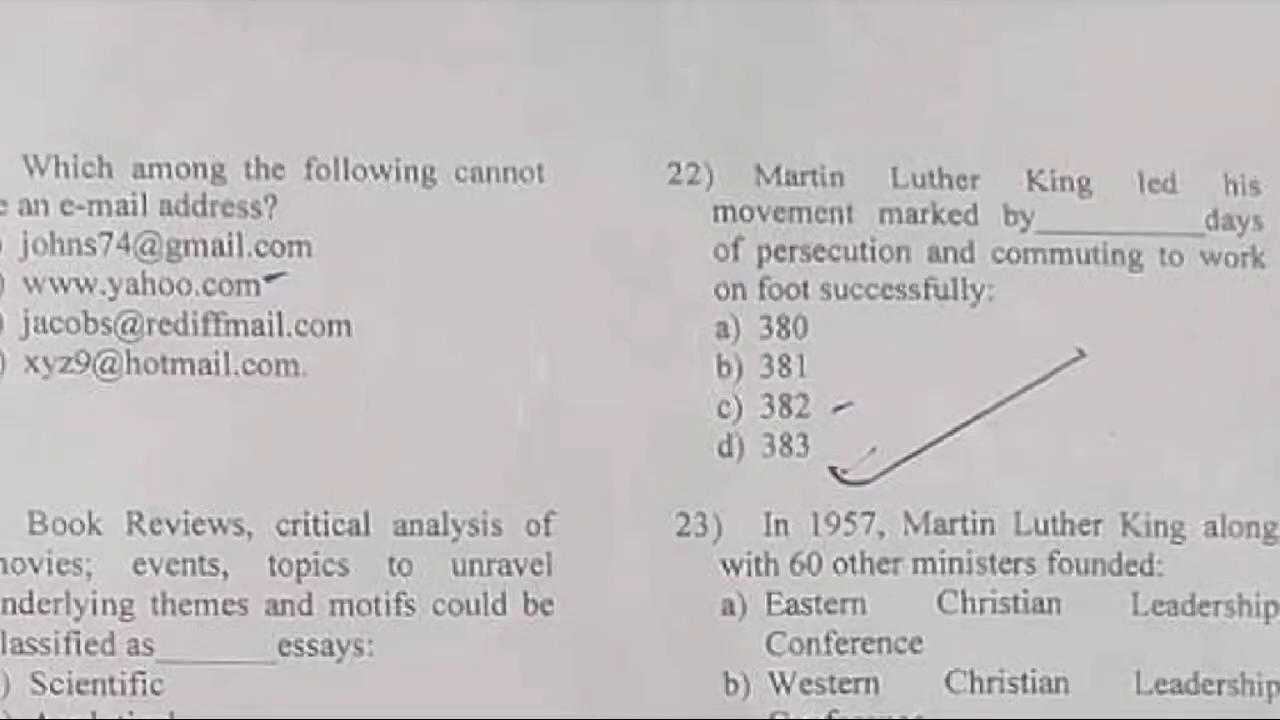 Which among the following cannot
an e-mail address?
johns74@gmail.com
www.yahoo.com
jacobs@rediffmail.com
xyz9@hotmail.com.
Book Reviews, critical analysis of
ovies; events, topics to unravel
nderlying themes and motifs could be
lassified as________essays:
) Scientific
22) Martin Luther King led his
movement marked by___________days
of persecution and commuting to work
on foot successfully:
a) 380
b) 381
c) 382
d) 383
23) In 1957, Martin Luther King along
with 60 other ministers founded:
a) Eastern Christian Leadership
Conference
b) Western Christian Leadership